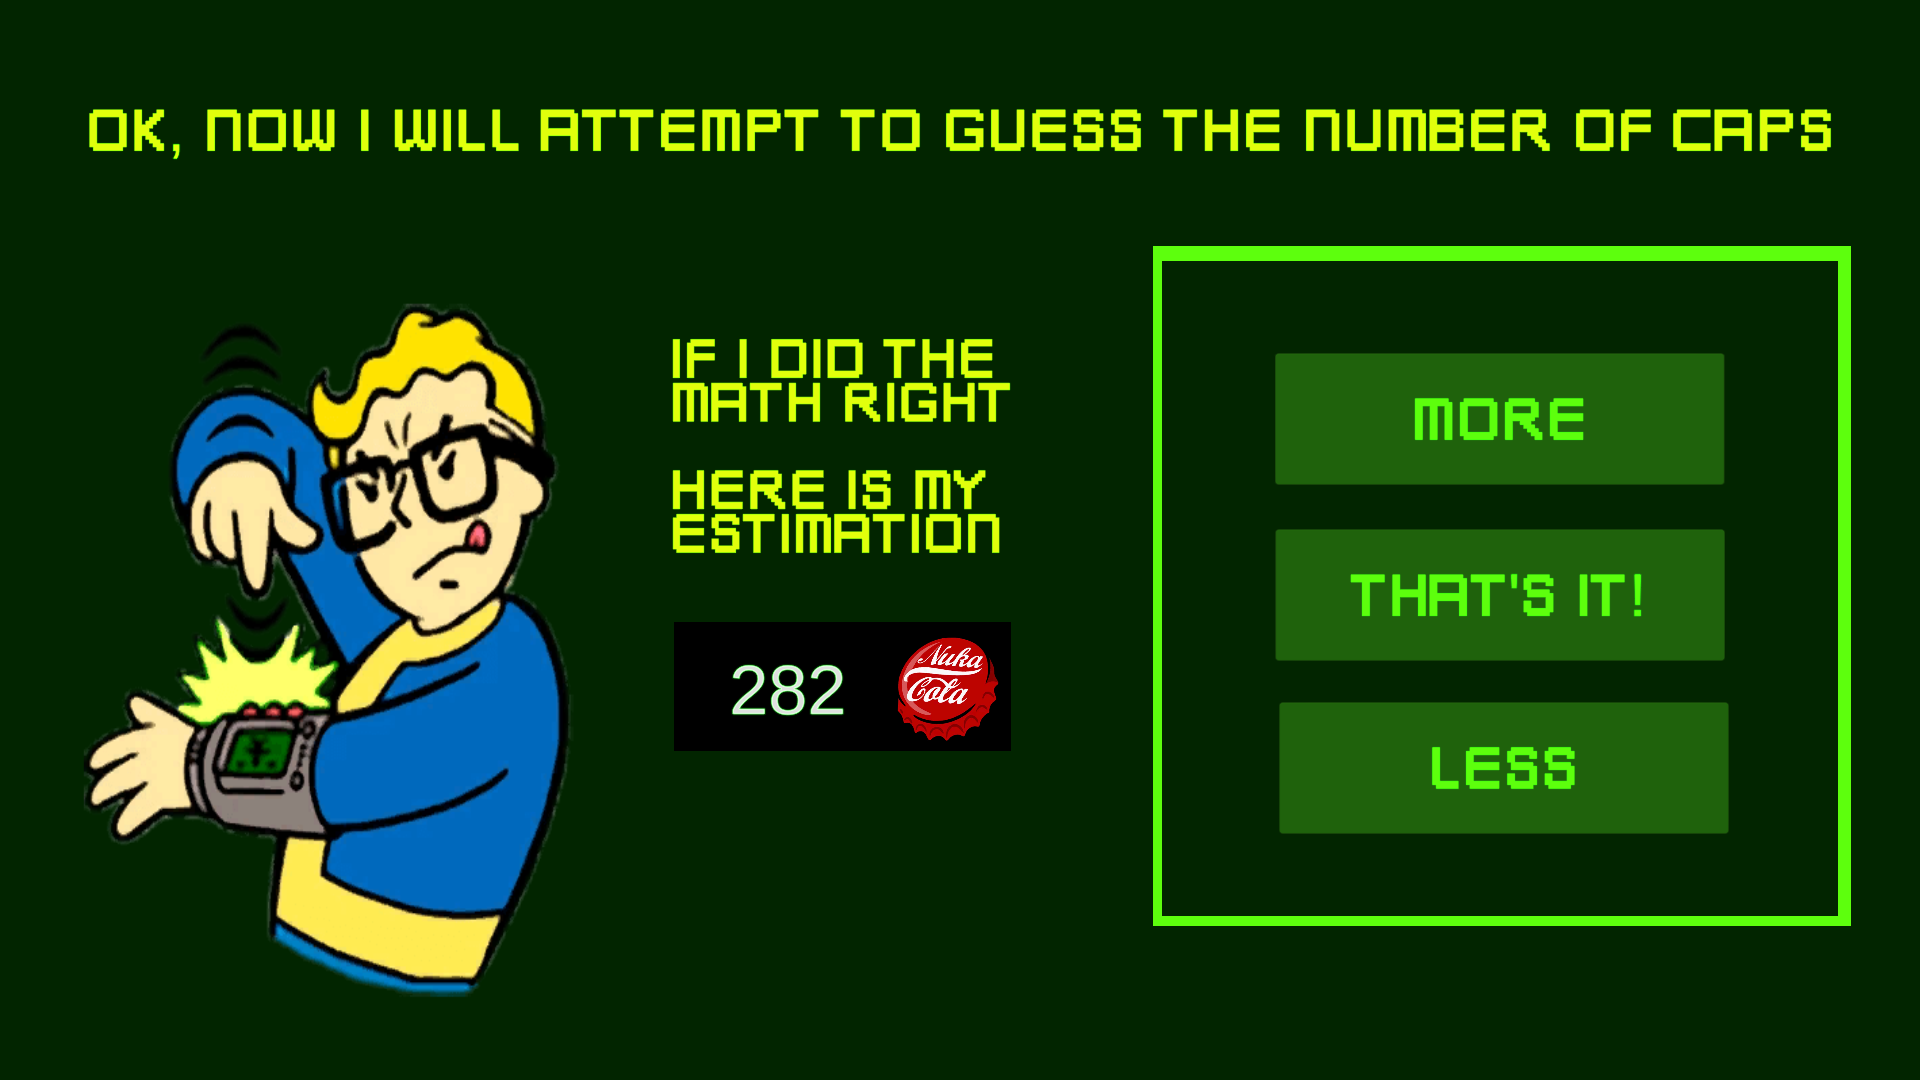 OK, NOW I WILL ATTEMPT TO GUESS THE NUMBER OF CAPS
IF I DID THE
MATH RIGHT
HERE IS MY
ESTIMATION
282
Nuka
Cola
MORE
THAT'S IT!
LESS